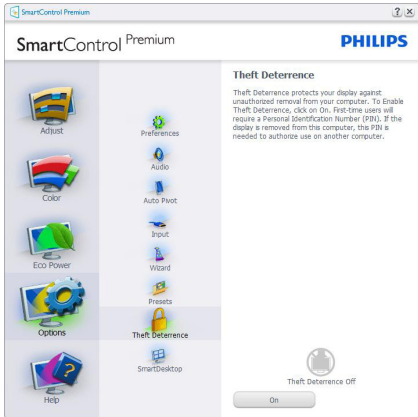 SmartControl Premium
? x
SmartControl Premium
PHILIPS
Adjust
Color
Eco Power
Options
Help
Preferences
Audio
Auto Pivot
Input
Wizard
Presets
Theft Deterrence
SmartDesktop
Theft Deterrence
Theft Deterrence protects your display against
unauthorized removal from your computer. To Enable
Theft Deterrence, click on On. First-time users will
require a Personal Identification Number (PIN). If the
display is removed from this computer, this PIN is
needed to authorize use on another computer.
Theft Deterrence Off
On